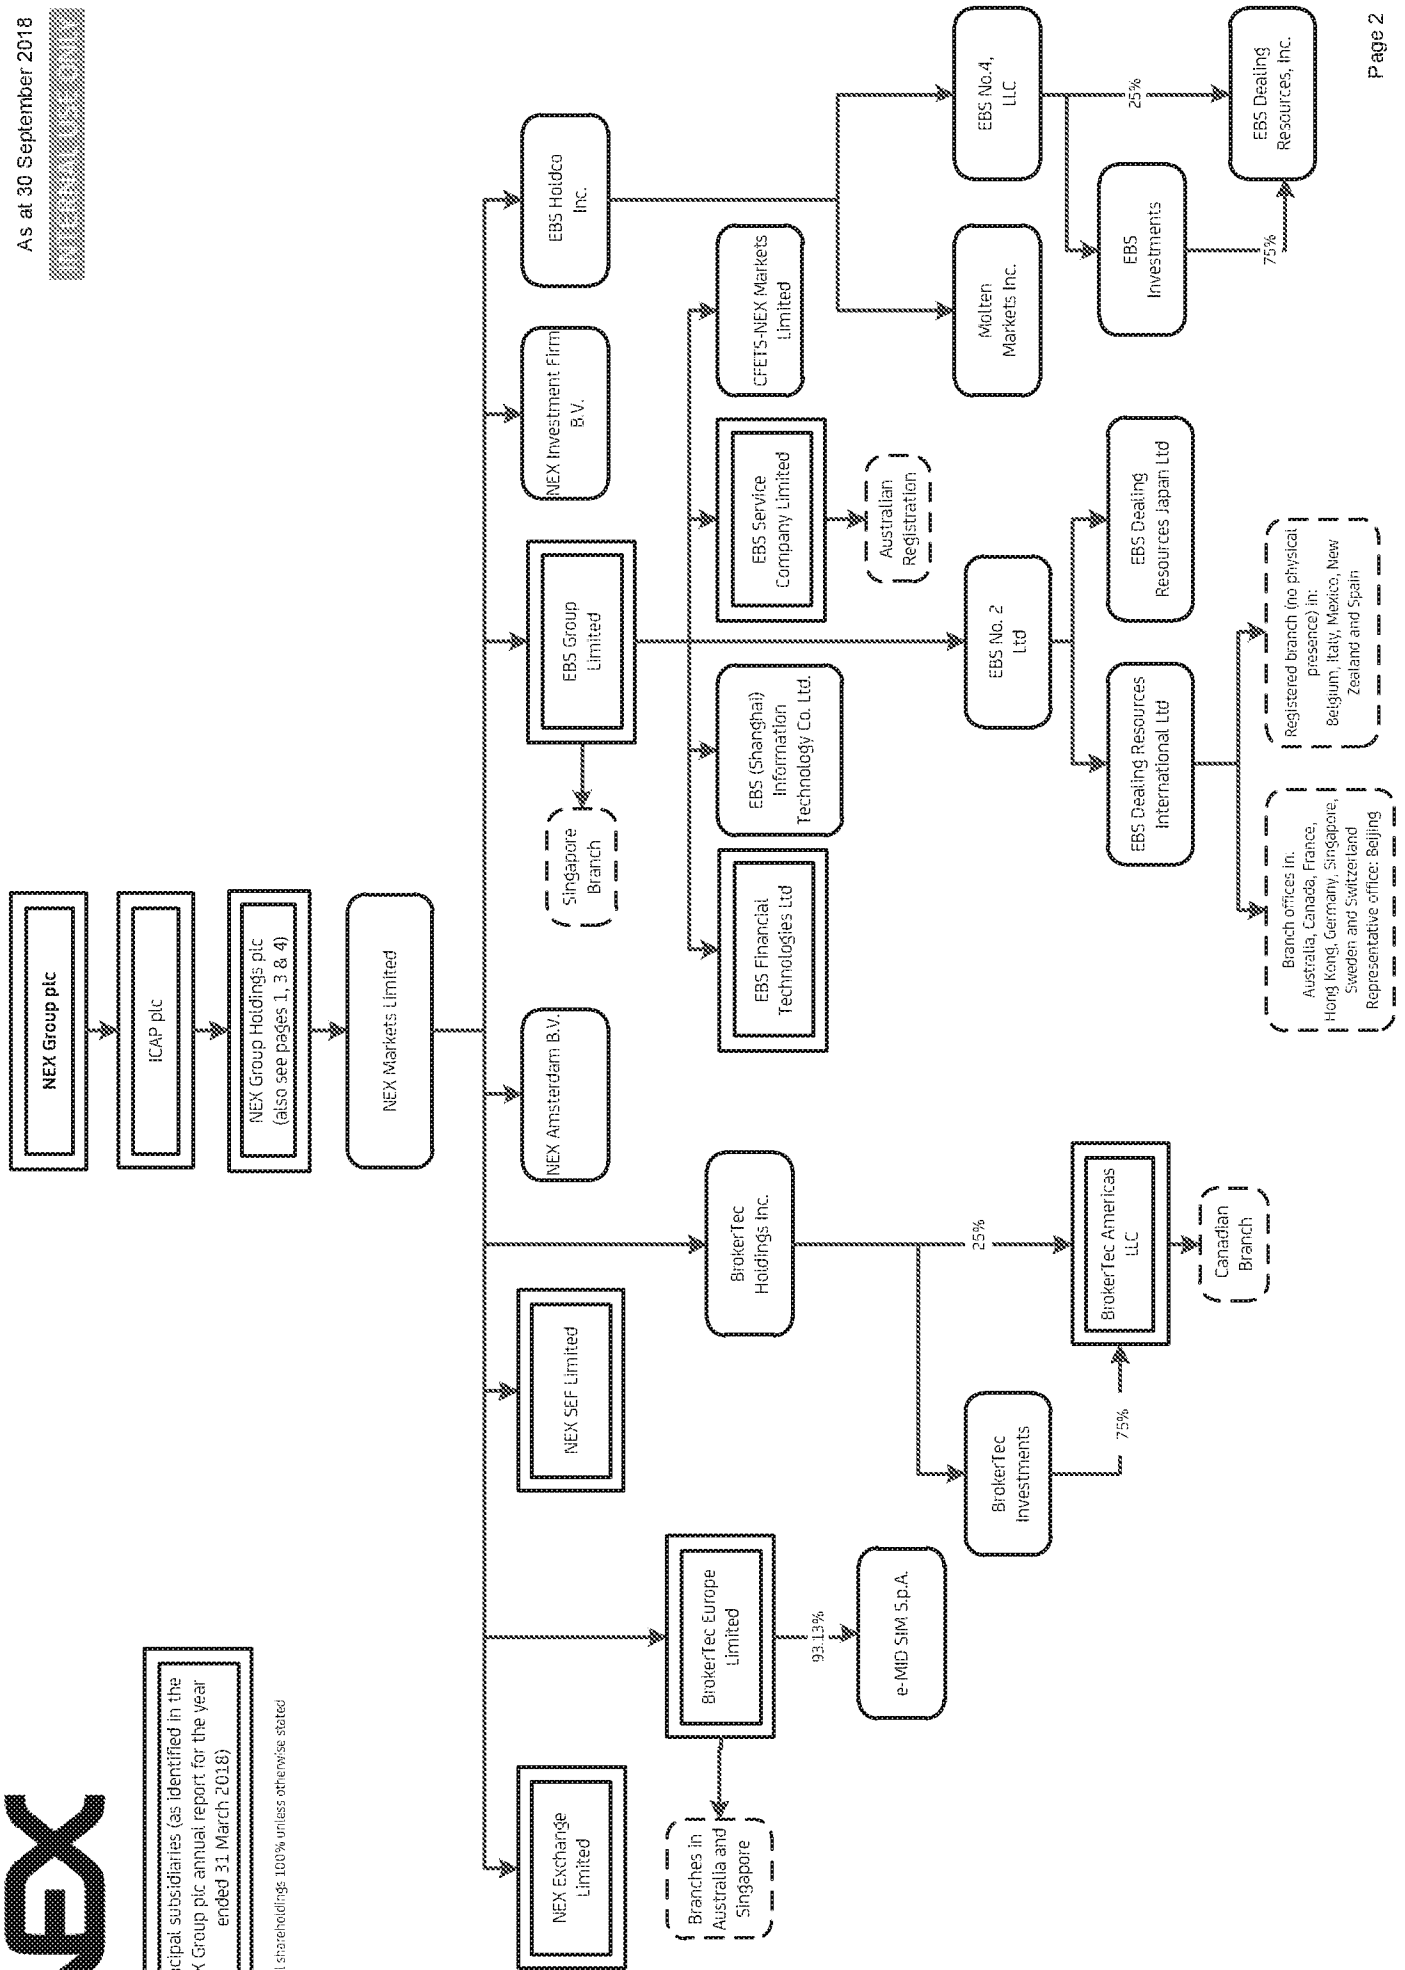 NEX
As at 30 September 2018
INTERNAL USE ONLY
cipal subsidiaries (as identified in the
X Group plc annual report for the year
ended 31 March 2018)
l shareholdings 100% unless otherwise stated
NEX Group plc
ICAP plc
NEX Group Holdings plc
(also see pages 1, 3 & 4)
NEX Markets Limited
NEX Exchange
Limited
BrokerTec Europe
Limited
Branches in
Australia and
Singapore
93.13%
e-MID SIM S.p.A.
NEX SEF Limited
BrokerTec
Holdings Inc.
BrokerTec
Investments
25%
75%
BrokerTec Americas
LLC
Canadian
Branch
NEX Amsterdam B.V.
EBS Group
Limited
Singapore
Branch
EBS Financial
Technologies Ltd
EBS (Shanghai)
Information
Technology Co. Ltd.
EBS Service
Company Limited
Australian
Registration
CFETS-NEX Markets
Limited
EBS No. 2
Ltd
EBS Dealing Resources
International Ltd
EBS Dealing
Resources Japan Ltd
Branch offices in:
Australia, Canada, France,
Hong Kong, Germany, Singapore,
Sweden and Switzerland
Representative office: Beijing
Registered branch (no physical
presence) in:
Belgium, Italy, Mexico, New
Zealand and Spain
NEX Investment Firm
B.V.
EBS Holdco
Inc.
Molten
Markets Inc.
EBS No.4,
LLC
EBS
Investments
25%
75%
EBS Dealing
Resources, Inc.
Page 2